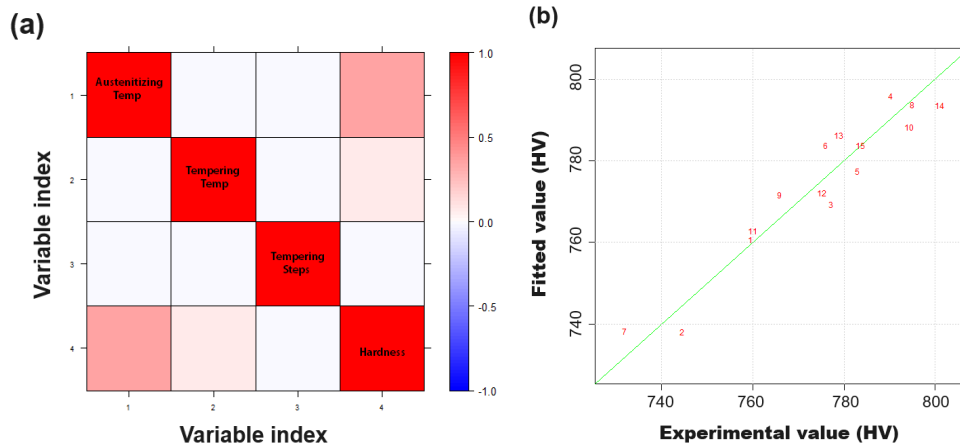 (a)
Austenitizing
Temp
Tempering
Temp
Tempering
Steps
Hardness
1
2
3
4
1
2
3
4
Variable index
Variable index
1.0
0.5
0.0
-0.5
-1.0
(b)
800
780
760
740
740
760
780
800
4
8
14
10
13
6
15
5
9
12
3
11
1
7
2
Fitted value (HV)
Experimental value (HV)